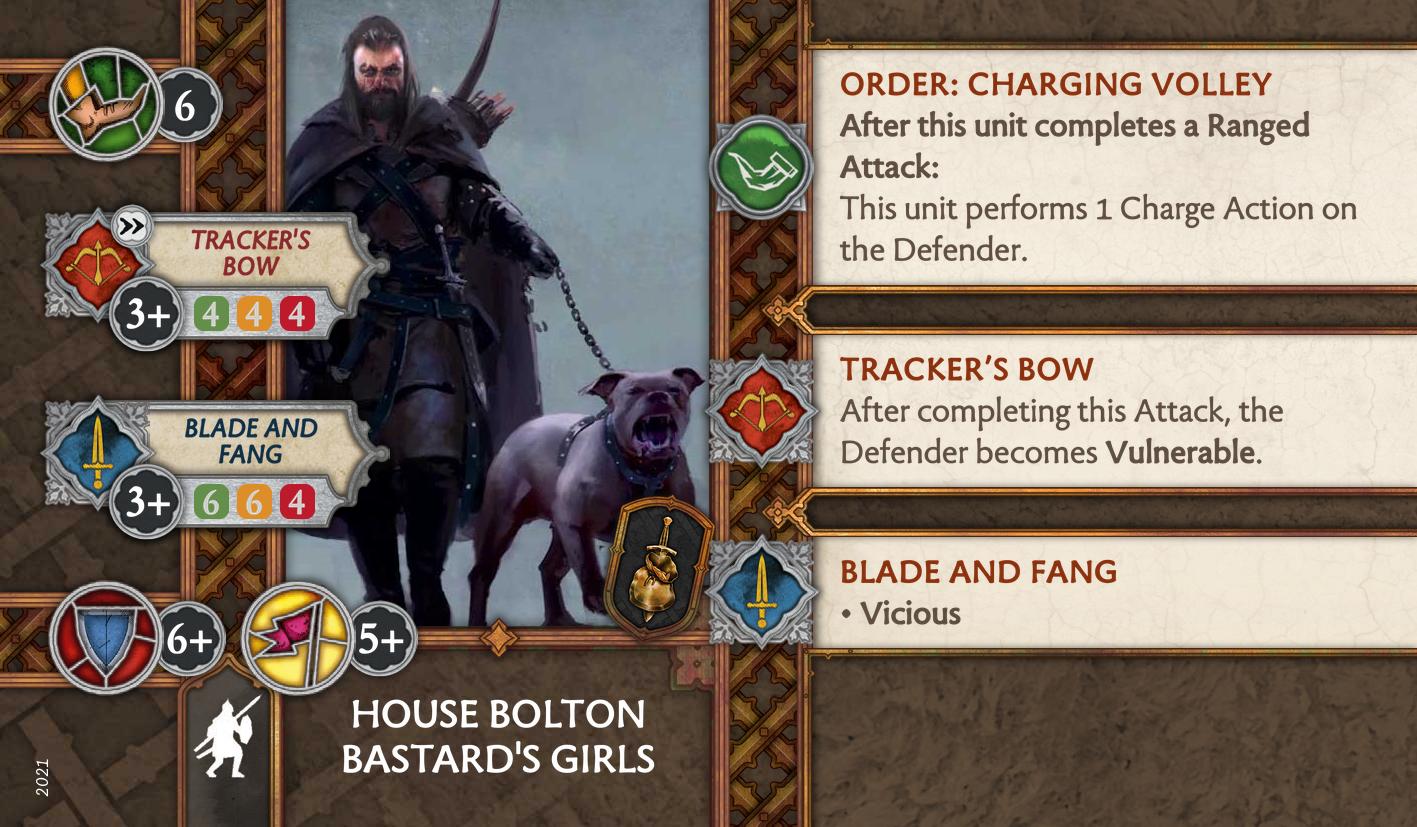 6
TRACKER'S
BOW
3+ 4 4 4
BLADE AND
FANG
3+ 6 6 4
6+ 5+
HOUSE BOLTON
BASTARD'S GIRLS
2021
ORDER: CHARGING VOLLEY
After this unit completes a Ranged
Attack:
This unit performs 1 Charge Action on
the Defender.
TRACKER’S BOW
After completing this Attack, the
Defender becomes Vulnerable.
BLADE AND FANG
• Vicious